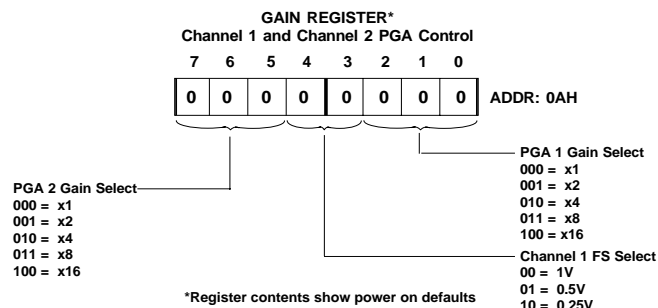 GAIN REGISTER*
Channel 1 and Channel 2 PGA Control
7 6 5 4 3 2 1 0
0 0 0 0 0 0 0 0 ADDR: 0AH
PGA 2 Gain Select
000 = x1
001 = x2
010 = x4
011 = x8
100 = x16
PGA 1 Gain Select
000 = x1
001 = x2
010 = x4
011 = x8
100 = x16
Channel 1 FS Select
00 = 1V
01 = 0.5V
10 = 0.25V
*Register contents show power on defaults